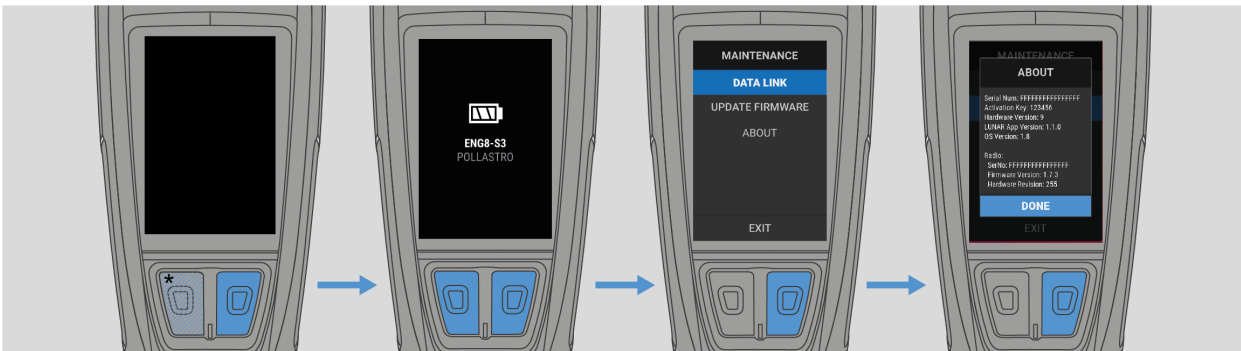 *
ENG8-S3
POLLASTRO
MAINTENANCE
DATA LINK
UPDATE FIRMWARE
ABOUT
EXIT
MAINTENANCE
ABOUT
Serial Num: FFFFFFFFFFFFFFFF
Activation Key: 123456
Hardware Version: 9
LUNAR App Version: 1.1.0
OS Version: 1.8
Radio:
SerNo: FFFFFFFFFFFFFFFF
Firmware Version: 1.7.3
Hardware Revision: 255
DONE
EXIT